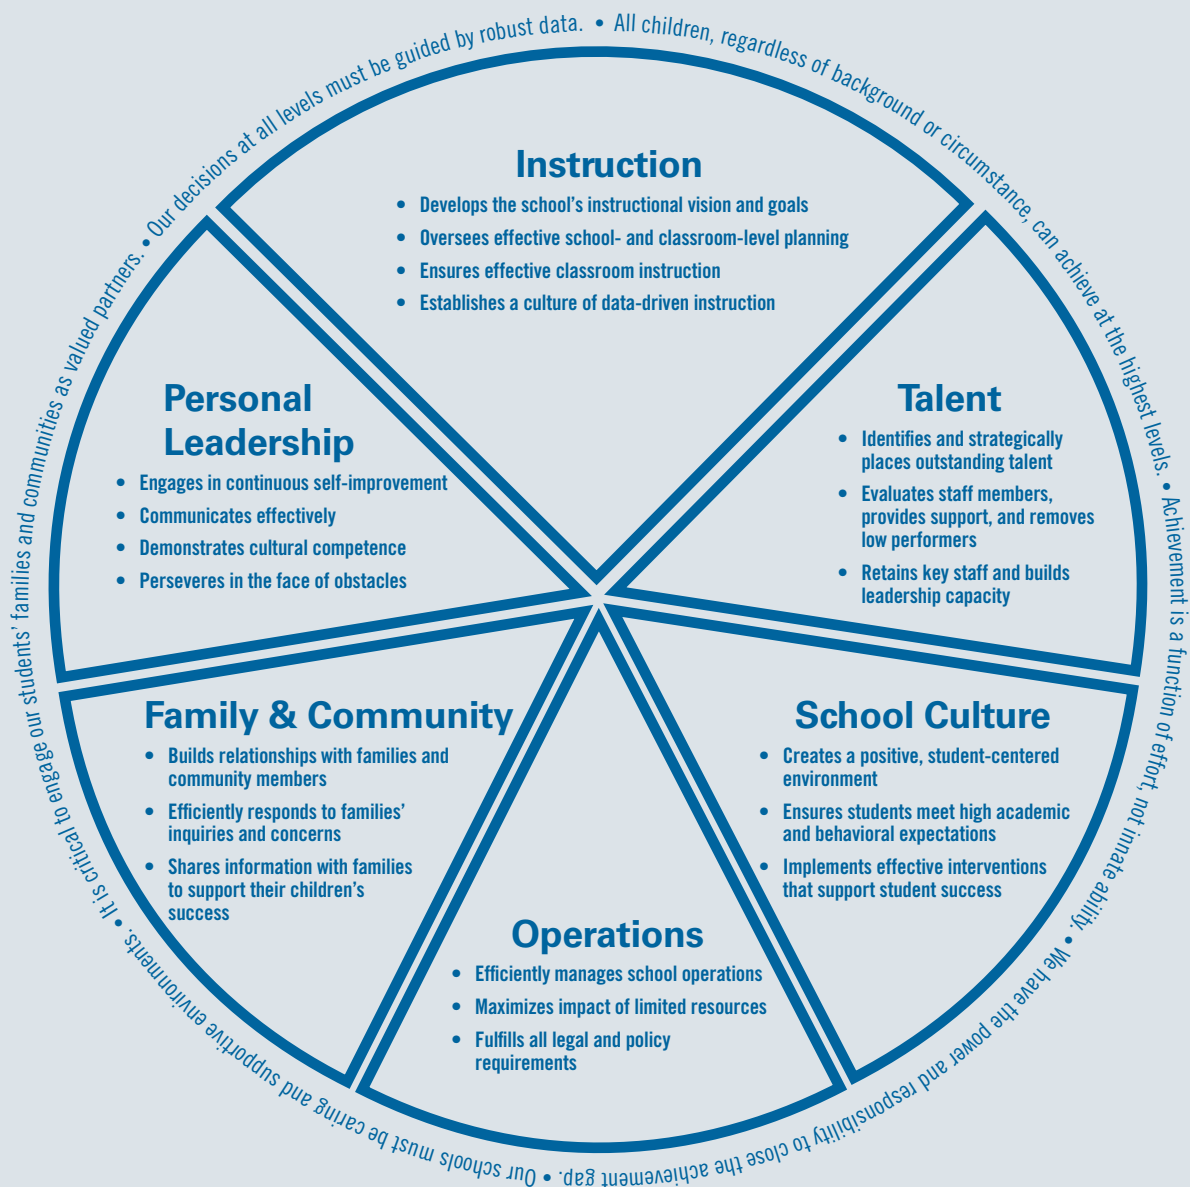 All children, regardless of background or circumstance, can achieve at the highest levels. • Achievement is a function of effort, not innate ability. • We have the power and responsibility to close the achievement gap. • Our schools must be caring and supportive environments. • It is critical to engage our students’ families and communities as valued partners. • Our decisions at all levels must be guided by robust data. •
Instruction
• Develops the school’s instructional vision and goals
• Oversees effective school- and classroom-level planning
• Ensures effective classroom instruction
• Establishes a culture of data-driven instruction
Talent
• Identifies and strategically
places outstanding talent
• Evaluates staff members,
provides support, and removes
low performers
• Retains key staff and builds
leadership capacity
School Culture
• Creates a positive, student-centered
environment
• Ensures students meet high academic
and behavioral expectations
• Implements effective interventions
that support student success
Operations
• Efficiently manages school operations
• Maximizes impact of limited resources
• Fulfills all legal and policy
requirements
Family & Community
• Builds relationships with families and
community members
• Efficiently responds to families’
inquiries and concerns
• Shares information with families
to support their children’s
success
Personal
Leadership
• Engages in continuous self-improvement
• Communicates effectively
• Demonstrates cultural competence
• Perseveres in the face of obstacles